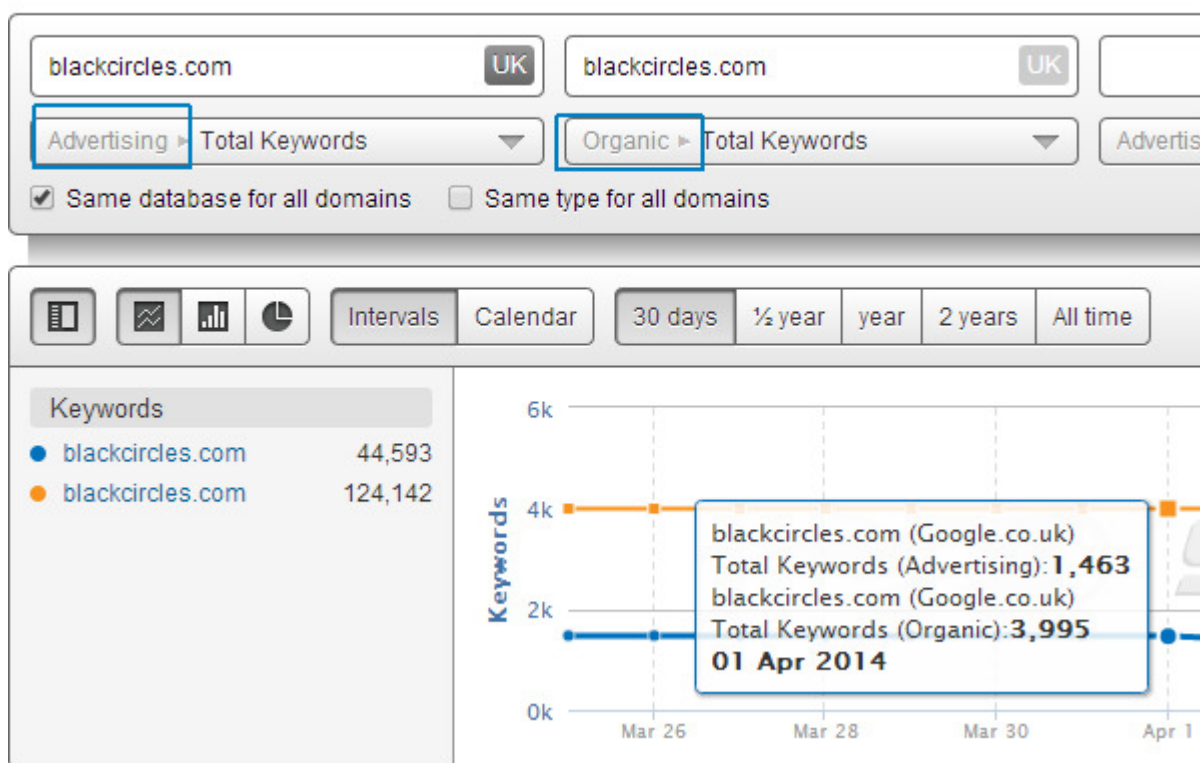 blackcircles.com UK blackcircles.com UK
Advertising Total Keywords Organic Total Keywords Advertis
Same database for all domains Same type for all domains
Intervals Calendar 30 days ½ year year 2 years All time
Keywords
blackcircles.com 44,593
blackcircles.com 124,142
Keywords
6k
4k
2k
0k
blackcircles.com (Google.co.uk)
Total Keywords (Advertising):1,463
blackcircles.com (Google.co.uk)
Total Keywords (Organic):3,995
01 Apr 2014
Mar 26 Mar 28 Mar 30 Apr 1